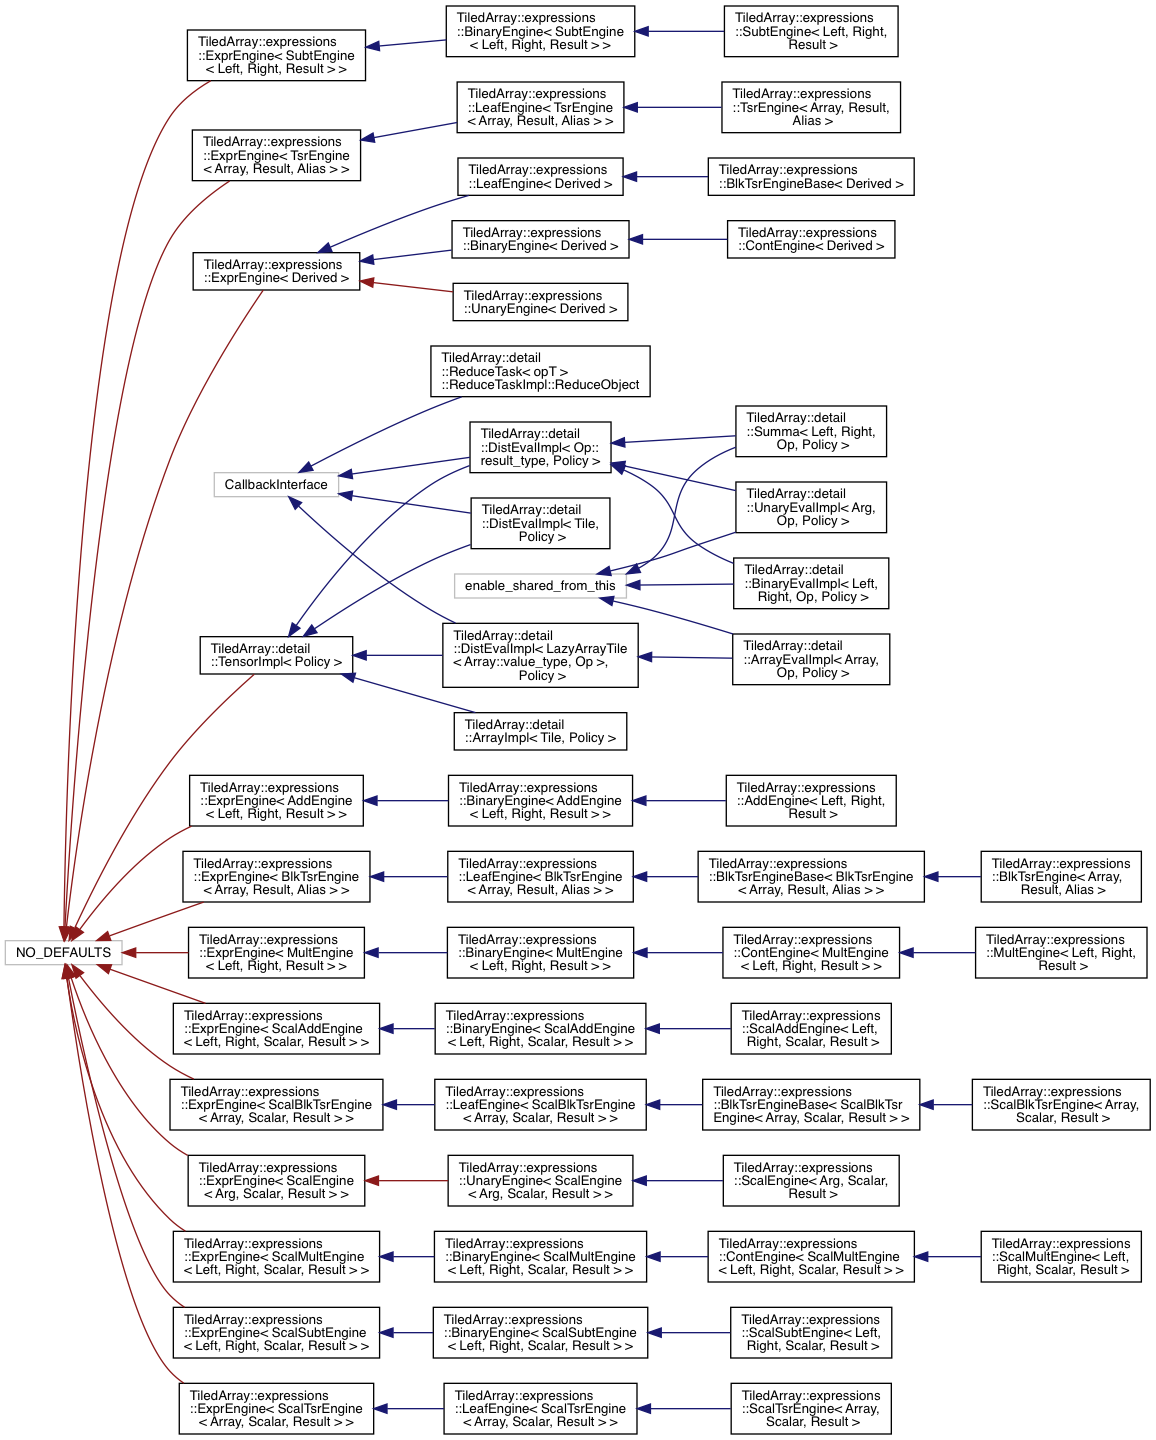 TiledArray::expressions
::ExprEngine< SubtEngine
< Left, Right, Result > >
TiledArray::expressions
::BinaryEngine< SubtEngine
< Left, Right, Result > >
TiledArray::expressions
::SubtEngine< Left, Right,
Result >
TiledArray::expressions
::ExprEngine< TsrEngine
< Array, Result, Alias > >
TiledArray::expressions
::LeafEngine< TsrEngine
< Array, Result, Alias > >
TiledArray::expressions
::TsrEngine< Array, Result,
Alias >
TiledArray::expressions
::ExprEngine< Derived >
TiledArray::expressions
::LeafEngine< Derived >
TiledArray::expressions
::BlkTsrEngineBase< Derived >
TiledArray::expressions
::BinaryEngine< Derived >
TiledArray::expressions
::ContEngine< Derived >
TiledArray::expressions
::UnaryEngine< Derived >
TiledArray::detail
::ReduceTask< opT >
::ReduceTaskImpl::ReduceObject
CallbackInterface
TiledArray::detail
::DistEvalImpl< Op::
result_type, Policy >
TiledArray::detail
::Summa< Left, Right,
Op, Policy >
TiledArray::detail
::DistEvalImpl< Tile,
Policy >
TiledArray::detail
::UnaryEvalImpl< Arg,
Op, Policy >
enable_shared_from_this
TiledArray::detail
::BinaryEvalImpl< Left,
Right, Op, Policy >
TiledArray::detail
::TensorImpl< Policy >
TiledArray::detail
::DistEvalImpl< LazyArrayTile
< Array::value_type, Op >,
Policy >
TiledArray::detail
::ArrayEvalImpl< Array,
Op, Policy >
TiledArray::detail
::ArrayImpl< Tile, Policy >
TiledArray::expressions
::ExprEngine< AddEngine
< Left, Right, Result > >
TiledArray::expressions
::BinaryEngine< AddEngine
< Left, Right, Result > >
TiledArray::expressions
::AddEngine< Left, Right,
Result >
TiledArray::expressions
::ExprEngine< BlkTsrEngine
< Array, Result, Alias > >
TiledArray::expressions
::LeafEngine< BlkTsrEngine
< Array, Result, Alias > >
TiledArray::expressions
::BlkTsrEngineBase< BlkTsrEngine
< Array, Result, Alias > >
TiledArray::expressions
::BlkTsrEngine< Array,
Result, Alias >
NO_DEFAULTS
TiledArray::expressions
::ExprEngine< MultEngine
< Left, Right, Result > >
TiledArray::expressions
::BinaryEngine< MultEngine
< Left, Right, Result > >
TiledArray::expressions
::ContEngine< MultEngine
< Left, Right, Result > >
TiledArray::expressions
::MultEngine< Left, Right,
Result >
TiledArray::expressions
::ExprEngine< ScalAddEngine
< Left, Right, Scalar, Result > >
TiledArray::expressions
::BinaryEngine< ScalAddEngine
< Left, Right, Scalar, Result > >
TiledArray::expressions
::ScalAddEngine< Left,
Right, Scalar, Result >
TiledArray::expressions
::ExprEngine< ScalBlkTsrEngine
< Array, Scalar, Result > >
TiledArray::expressions
::LeafEngine< ScalBlkTsrEngine
< Array, Scalar, Result > >
TiledArray::expressions
::BlkTsrEngineBase< ScalBlkTsr
Engine< Array, Scalar, Result > >
TiledArray::expressions
::ScalBlkTsrEngine< Array,
Scalar, Result >
TiledArray::expressions
::ExprEngine< ScalEngine
< Arg, Scalar, Result > >
TiledArray::expressions
::UnaryEngine< ScalEngine
< Arg, Scalar, Result > >
TiledArray::expressions
::ScalEngine< Arg, Scalar,
Result >
TiledArray::expressions
::ExprEngine< ScalMultEngine
< Left, Right, Scalar, Result > >
TiledArray::expressions
::BinaryEngine< ScalMultEngine
< Left, Right, Scalar, Result > >
TiledArray::expressions
::ContEngine< ScalMultEngine
< Left, Right, Scalar, Result > >
TiledArray::expressions
::ScalMultEngine< Left,
Right, Scalar, Result >
TiledArray::expressions
::ExprEngine< ScalSubtEngine
< Left, Right, Scalar, Result > >
TiledArray::expressions
::BinaryEngine< ScalSubtEngine
< Left, Right, Scalar, Result > >
TiledArray::expressions
::ScalSubtEngine< Left,
Right, Scalar, Result >
TiledArray::expressions
::ExprEngine< ScalTsrEngine
< Array, Scalar, Result > >
TiledArray::expressions
::LeafEngine< ScalTsrEngine
< Array, Scalar, Result > >
TiledArray::expressions
::ScalTsrEngine< Array,
Scalar, Result >